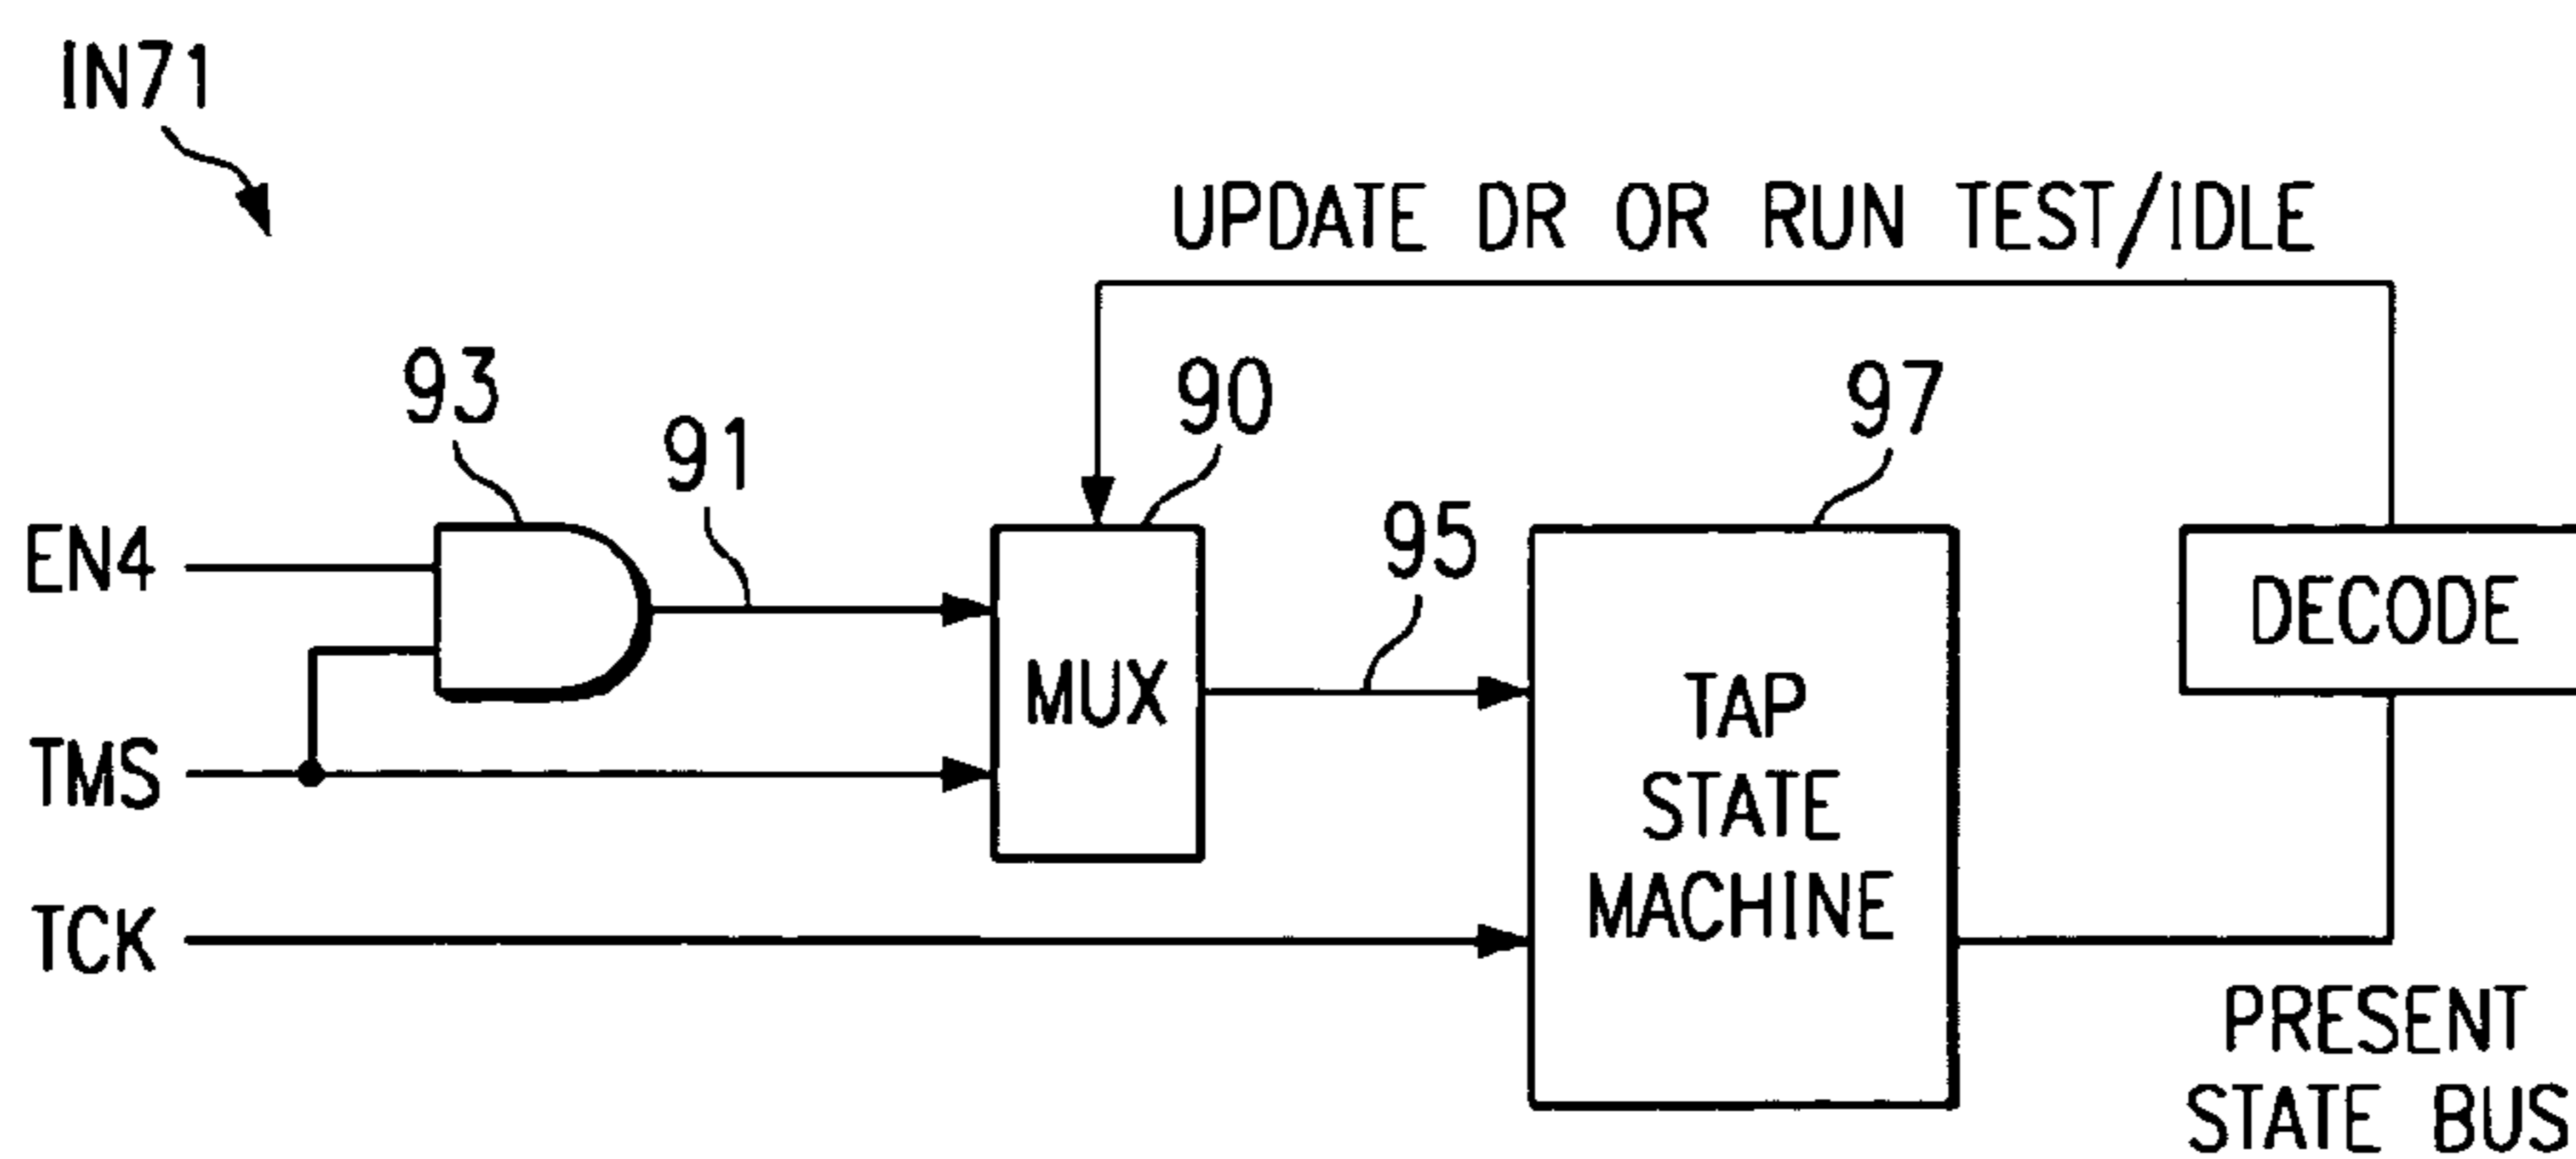 IN71
UPDATE DR OR RUN TEST/IDLE
93
91
90
97
95
EN4
DECODE
MUX
TAP
STATE
MACHINE
TMS
TCK
PRESENT
STATE BUS